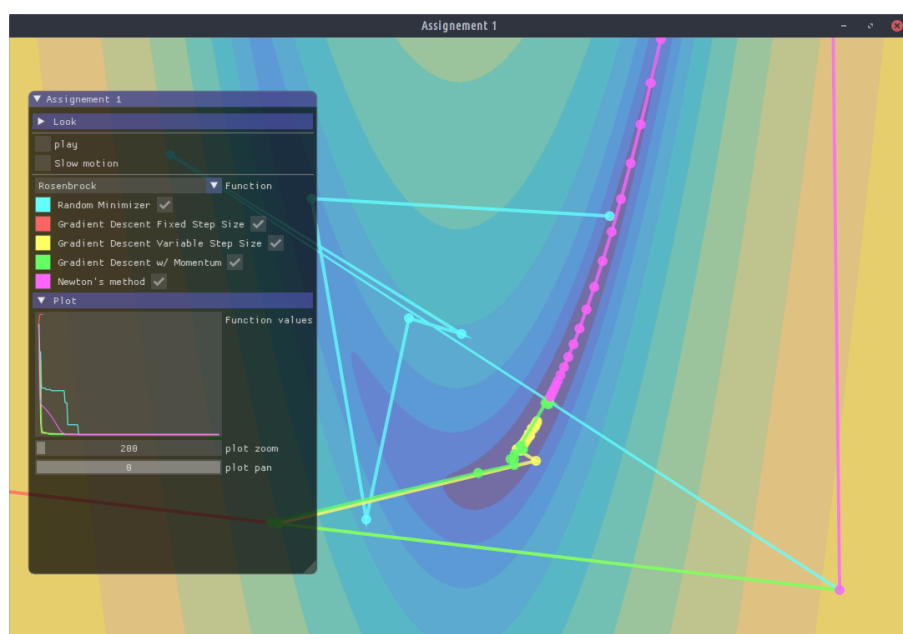 Assignement 1
Assignement 1
Look
play
Slow motion
Rosenbrock Function
Random Minimizer
Gradient Descent Fixed Step Size
Gradient Descent Variable Step Size
Gradient Descent w/ Momentum
Newton's method
Plot
Function values
200 plot zoom
0 plot pan